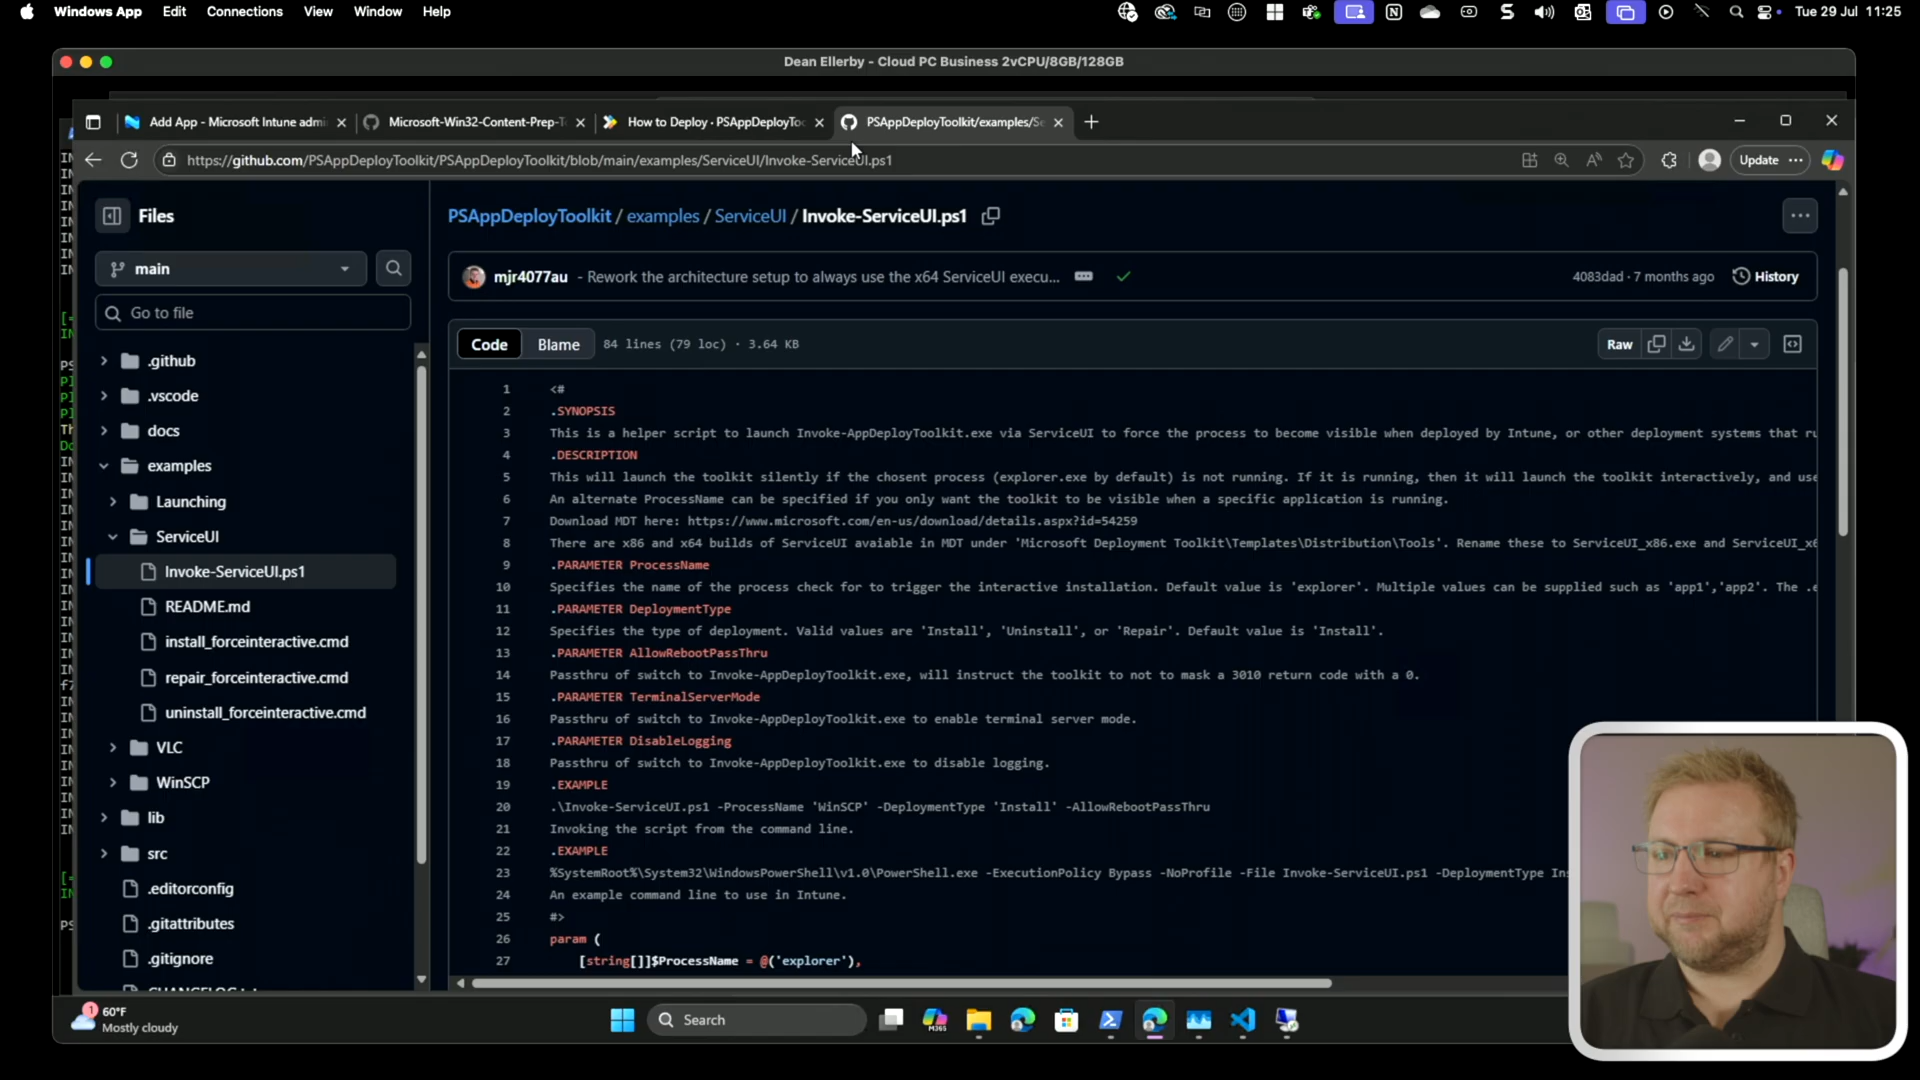 Windows App Edit Connections View Window Help
Tue 29 Jul 11:25
Dean Ellerby - Cloud PC Business 2vCPU/8GB/128GB
Add App - Microsoft Intune admi
Microsoft-Win32-Content-Prep-T
How to Deploy · PSAppDeployTo
PSAppDeployToolkit/examples/Se
https://github.com/PSAppDeployToolkit/PSAppDeployToolkit/blob/main/examples/ServiceUI/Invoke-ServiceUI.ps1
Update
Files
PSAppDeployToolkit / examples / ServiceUI / Invoke-ServiceUI.ps1
main
mjr4077au - Rework the architecture setup to always use the x64 ServiceUI execu...
4083dad · 7 months ago
History
Go to file
Code Blame 84 lines (79 loc) · 3.64 KB
Raw
.github
.vscode
docs
examples
Launching
ServiceUI
Invoke-ServiceUI.ps1
README.md
install_forceinteractive.cmd
repair_forceinteractive.cmd
uninstall_forceinteractive.cmd
VLC
WinSCP
lib
src
.editorconfig
.gitattributes
.gitignore
1 <#
2 .SYNOPSIS
3 This is a helper script to launch Invoke-AppDeployToolkit.exe via ServiceUI to force the process to become visible when deployed by Intune, or other deployment systems that ru
4 .DESCRIPTION
5 This will launch the toolkit silently if the chosent process (explorer.exe by default) is not running. If it is running, then it will launch the toolkit interactively, and use
6 An alternate ProcessName can be specified if you only want the toolkit to be visible when a specific application is running.
7 Download MDT here: https://www.microsoft.com/en-us/download/details.aspx?id=54259
8 There are x86 and x64 builds of ServiceUI avaiable in MDT under 'Microsoft Deployment Toolkit\Templates\Distribution\Tools'. Rename these to ServiceUI_x86.exe and ServiceUI_x6
9 .PARAMETER ProcessName
10 Specifies the name of the process check for to trigger the interactive installation. Default value is 'explorer'. Multiple values can be supplied such as 'app1','app2'. The .e
11 .PARAMETER DeploymentType
12 Specifies the type of deployment. Valid values are 'Install', 'Uninstall', or 'Repair'. Default value is 'Install'.
13 .PARAMETER AllowRebootPassThru
14 Passthru of switch to Invoke-AppDeployToolkit.exe, will instruct the toolkit to not to mask a 3010 return code with a 0.
15 .PARAMETER TerminalServerMode
16 Passthru of switch to Invoke-AppDeployToolkit.exe to enable terminal server mode.
17 .PARAMETER DisableLogging
18 Passthru of switch to Invoke-AppDeployToolkit.exe to disable logging.
19 .EXAMPLE
20 .\Invoke-ServiceUI.ps1 -ProcessName 'WinSCP' -DeploymentType 'Install' -AllowRebootPassThru
21 Invoking the script from the command line.
22 .EXAMPLE
23 %SystemRoot%\System32\WindowsPowerShell\v1.0\PowerShell.exe -ExecutionPolicy Bypass -NoProfile -File Invoke-ServiceUI.ps1 -DeploymentType Ins
24 An example command line to use in Intune.
25 #>
26 param (
27 [string[]]$ProcessName = @('explorer'),
1
60°F
Mostly cloudy
Search
M365